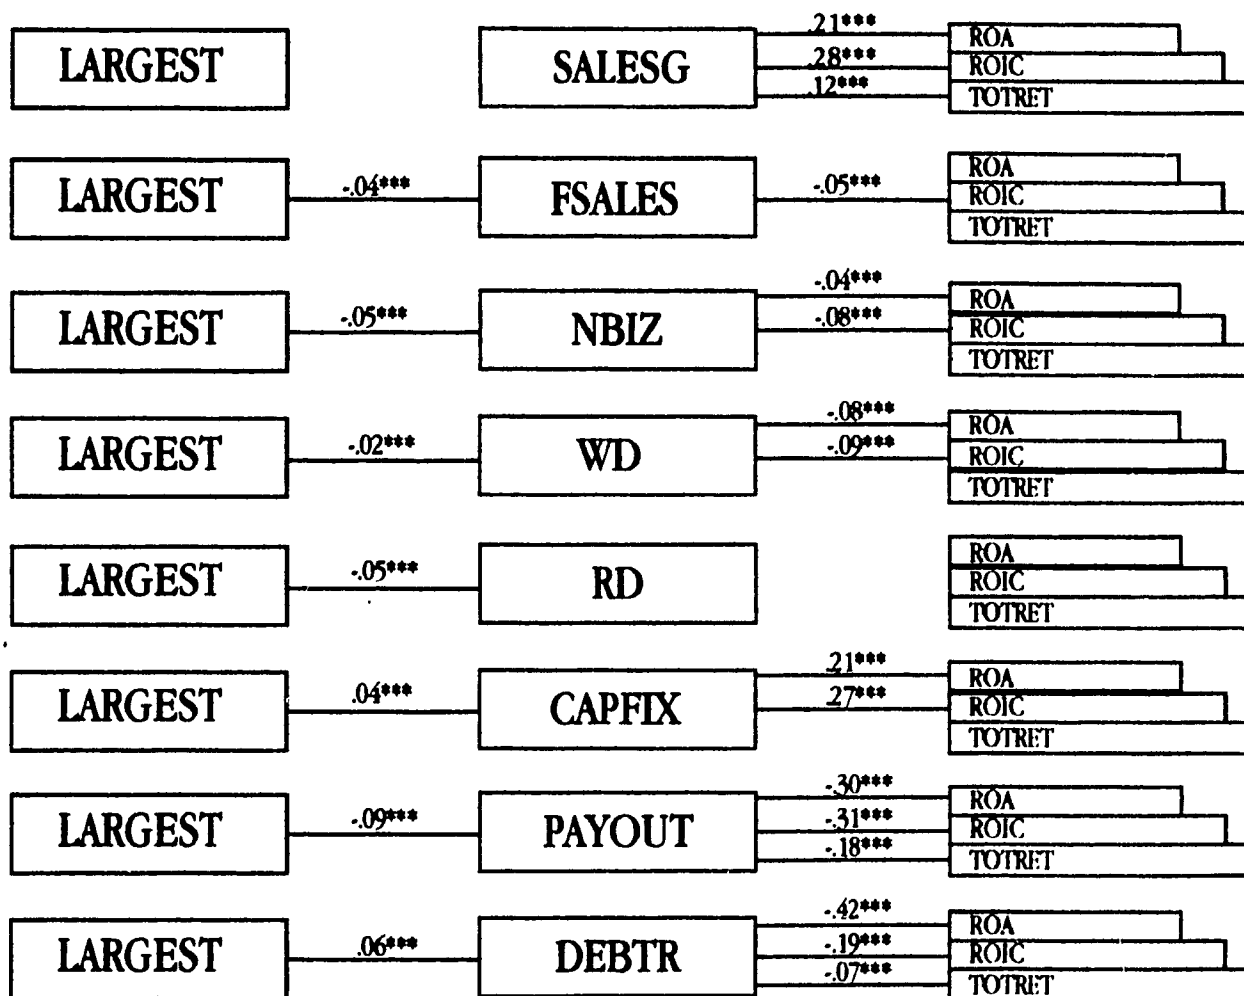 .21***
ROA
LARGEST SALESG .28*** ROIC
.12*** TOTRET
ROA
LARGEST -.04*** FSALES -.05*** ROIC
TOTRET
-.04*** ROA
LARGEST -.05*** NBIZ -.08*** ROIC
TOTRET
-.08*** ROA
LARGEST -.02*** WD -.09*** ROIC
TOTRET
ROA
LARGEST -.05*** RD ROIC
TOTRET
.21*** ROA
LARGEST .04*** CAPFIX .27*** ROIC
TOTRET
-.30*** ROA
LARGEST -.09*** PAYOUT -.31*** ROIC
-.18*** TOTRET
-.42*** ROA
LARGEST .06*** DEBTR -.19*** ROIC
-.07*** TOTRET